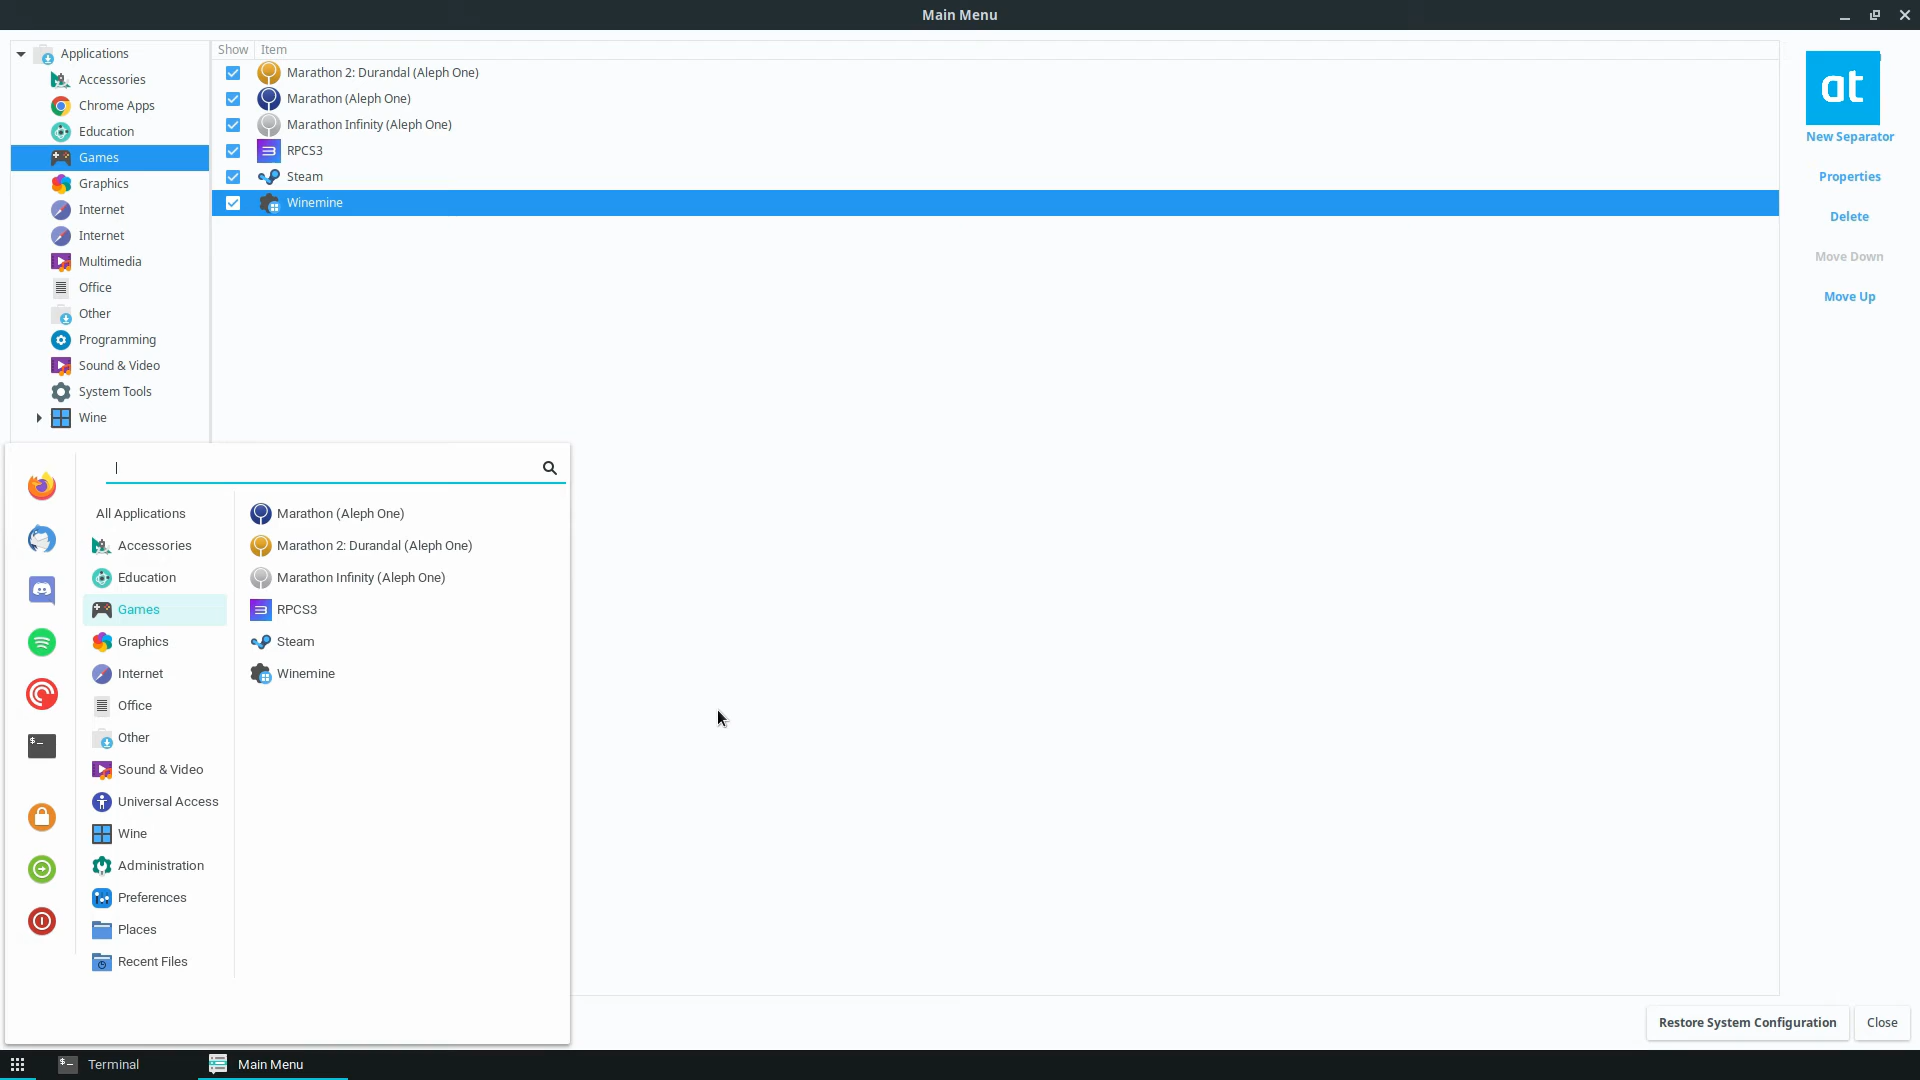 Main Menu
Applications
Accessories
Chrome Apps
Education
Games
Graphics
Internet
Internet
Multimedia
Office
Other
Programming
Sound & Video
System Tools
Wine
Show Item
Marathon 2: Durandal (Aleph One)
Marathon (Aleph One)
Marathon Infinity (Aleph One)
RPCS3
Steam
Winemine
at
New Separator
Properties
Delete
Move Down
Move Up
All Applications
Accessories
Education
Games
Graphics
Internet
Office
Other
Sound & Video
Universal Access
Wine
Administration
Preferences
Places
Recent Files
Marathon (Aleph One)
Marathon 2: Durandal (Aleph One)
Marathon Infinity (Aleph One)
RPCS3
Steam
Winemine
Restore System Configuration
Close
Terminal
Main Menu